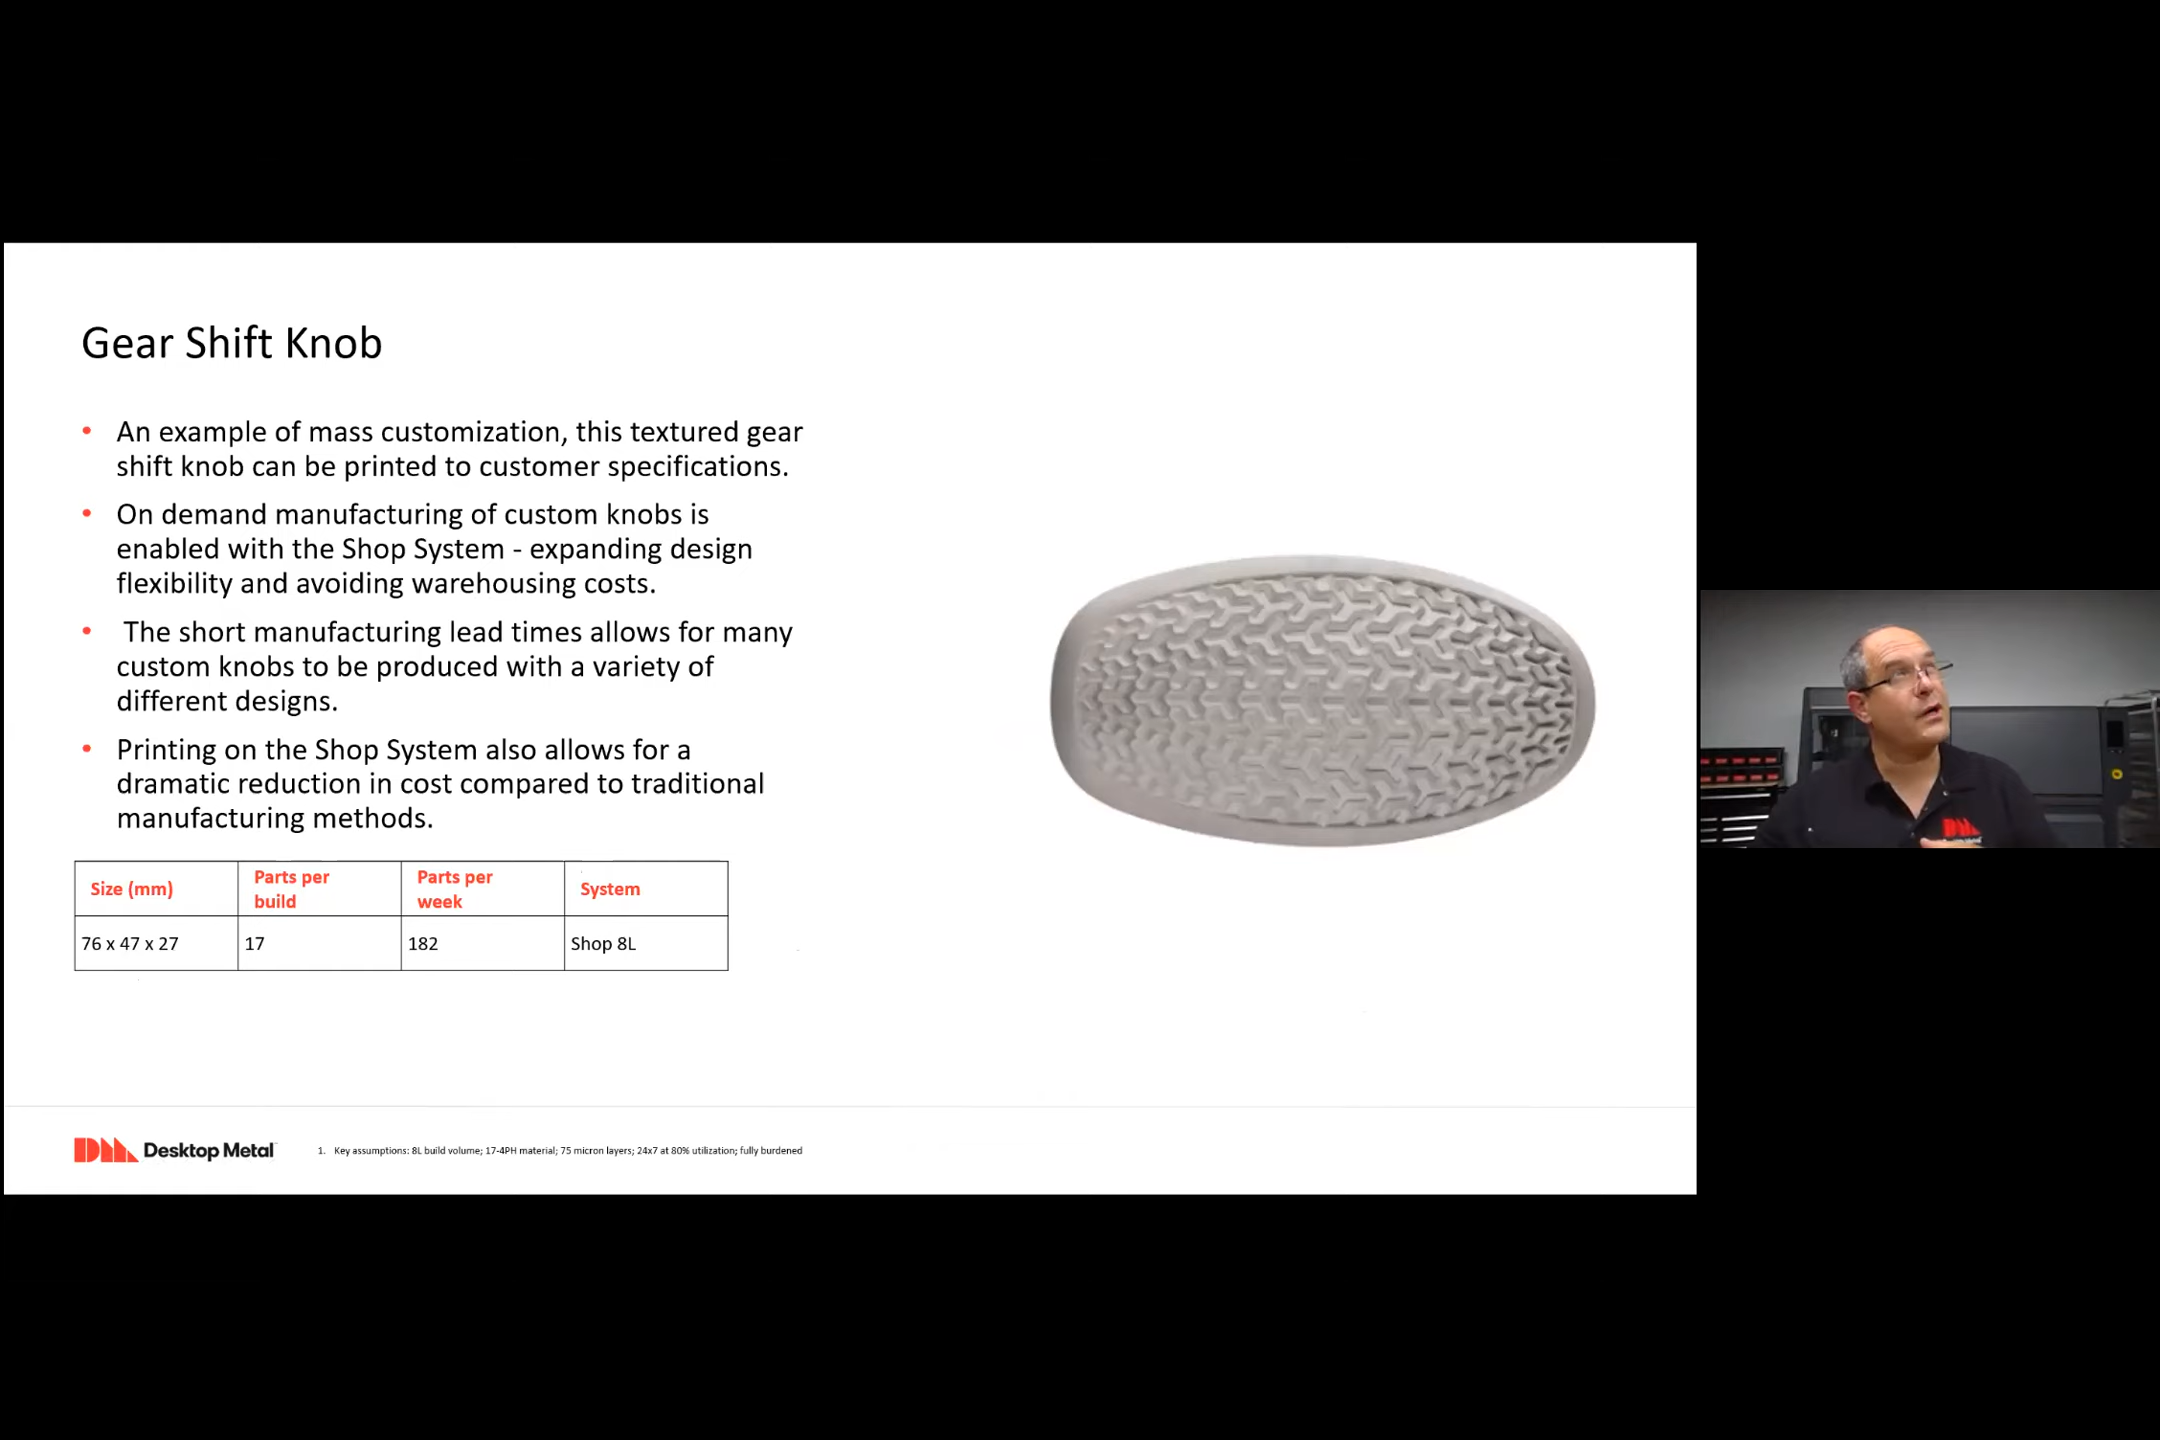 Gear Shift Knob
• An example of mass customization, this textured gear
shift knob can be printed to customer specifications.
• On demand manufacturing of custom knobs is
enabled with the Shop System - expanding design
flexibility and avoiding warehousing costs.
• The short manufacturing lead times allows for many
custom knobs to be produced with a variety of
different designs.
• Printing on the Shop System also allows for a
dramatic reduction in cost compared to traditional
manufacturing methods.
Size (mm) Parts per build Parts per week System
76 x 47 x 27 17 182 Shop 8L
DM Desktop Metal 1. Key assumptions: 8L build volume; 17-4PH material; 75 micron layers; 24x7 at 80% utilization; fully burdened
DM